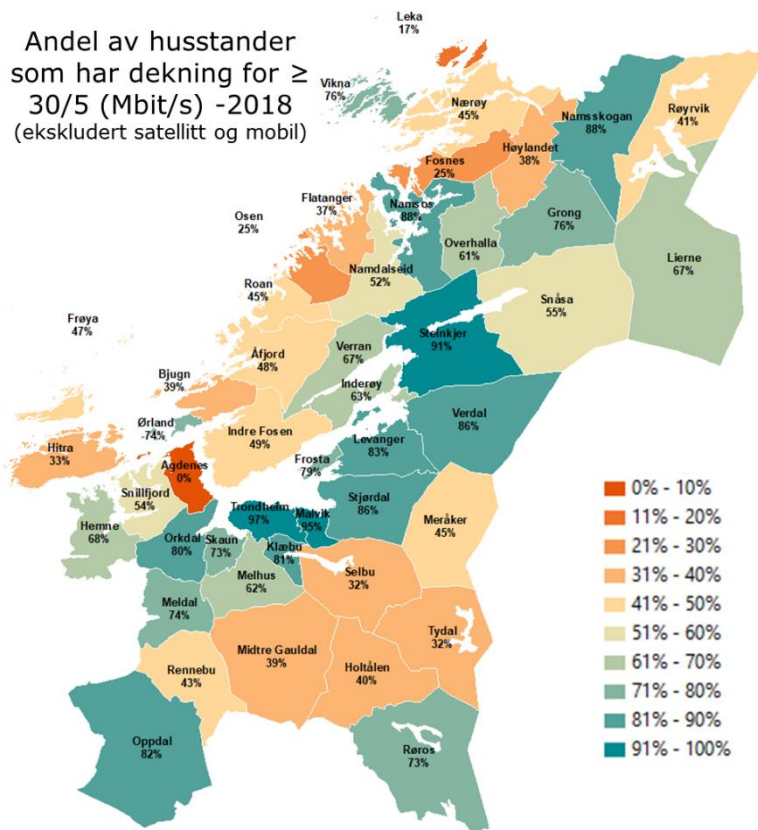 Andel av husstander
som har dekning for ≥
30/5 (Mbit/s) -2018
(ekskludert satellitt og mobil)
Leka
17%
Vikna
76%
Nærøy
45%
Namsskogan
88%
Røyrvik
41%
Høylandet
38%
Fosnes
25%
Flatanger
37%
Namsos
88%
Grong
76%
Osen
25%
Overhalla
61%
Lierne
67%
Namdalseid
52%
Roan
45%
Snåsa
55%
Frøya
47%
Steinkjer
91%
Verran
67%
Åfjord
48%
Bjugn
39%
Inderøy
63%
Verdal
86%
Ørland
74%
Indre Fosen
49%
Levanger
83%
Hitra
33%
Agdenes
0%
Frosta
79%
Snillfjord
54%
Stjørdal
86%
Trondheim
97%
Malvik
95%
Meråker
45%
Hemne
68%
Orkdal
80%
Skaun
73%
Klæbu
81%
Selbu
32%
Melhus
62%
Meldal
74%
Tydal
32%
Midtre Gauldal
39%
Holtålen
40%
Rennebu
43%
Oppdal
82%
Røros
73%
0% - 10%
11% - 20%
21% - 30%
31% - 40%
41% - 50%
51% - 60%
61% - 70%
71% - 80%
81% - 90%
91% - 100%